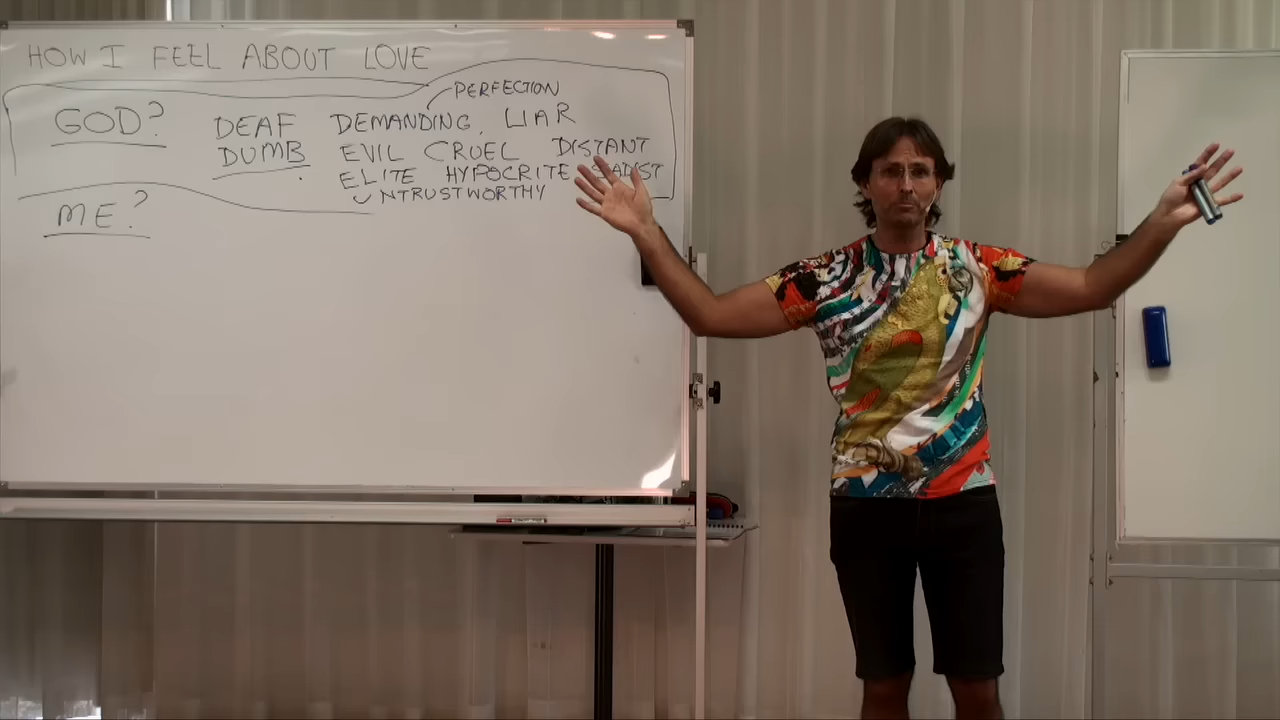 HOW I FEEL ABOUT LOVE
PERFECTION
GOD? DEAF DEMANDING, LIAR
DUMB EVIL CRUEL DISTANT
ELITE HYPOCRITE SADIST
UNTRUSTWORTHY
ME?